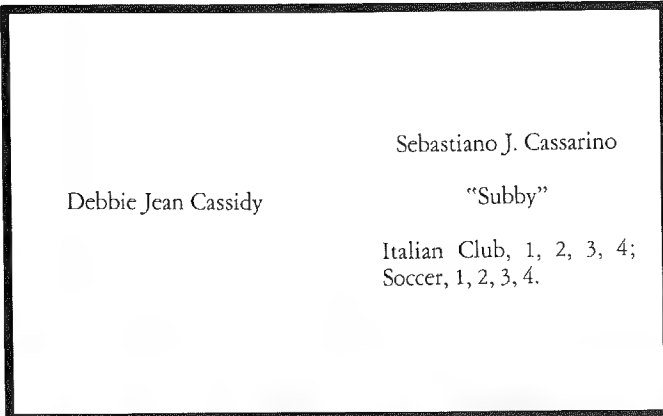 Debbie Jean Cassidy
Sebastiano J. Cassarino
"Subby"
Italian Club, 1, 2, 3, 4;
Soccer, 1, 2, 3, 4.